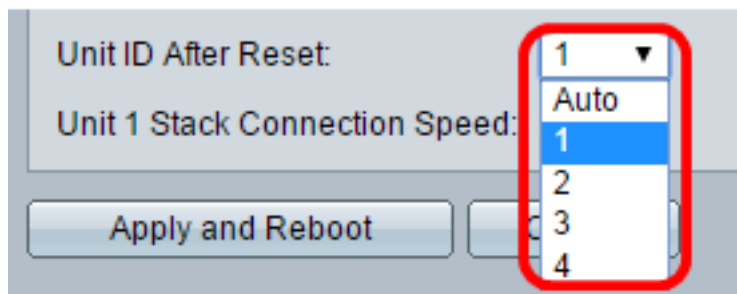 Unit ID After Reset: 1 ▼
Auto
Unit 1 Stack Connection Speed:
1
2
Apply and Reboot
3
4